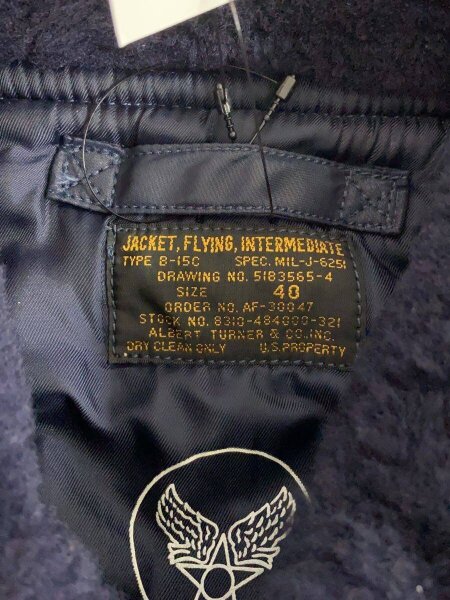 JACKET, FLYING, INTERMEDIATE
TYPE B-15C SPEC. MIL-J-6251
DRAWING NO. 5183565-4
SIZE 40
ORDER NO. AF-30047
STOCK NO. 8310-484000-321
ALBERT TURNER & CO. INC.
DRY CLEAN ONLY U.S. PROPERTY